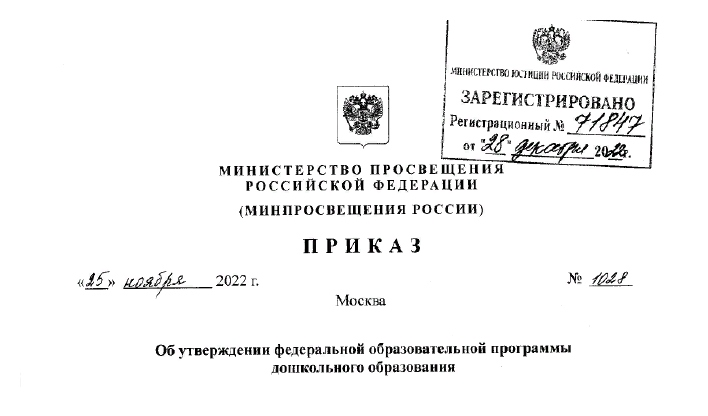 МИНИСТЕРСТВО ЮСТИЦИИ РОССИЙСКОЙ ФЕДЕРАЦИИ
ЗАРЕГИСТРИРОВАНО
Регистрационный № 71847
от "28" декабря 2022г.
МИНИСТЕРСТВО ПРОСВЕЩЕНИЯ
РОССИЙСКОЙ ФЕДЕРАЦИИ
(МИНПРОСВЕЩЕНИЯ РОССИИ)
ПРИКАЗ
«25» ноября 2022 г. № 1028
Москва
Об утверждении федеральной образовательной программы
дошкольного образования